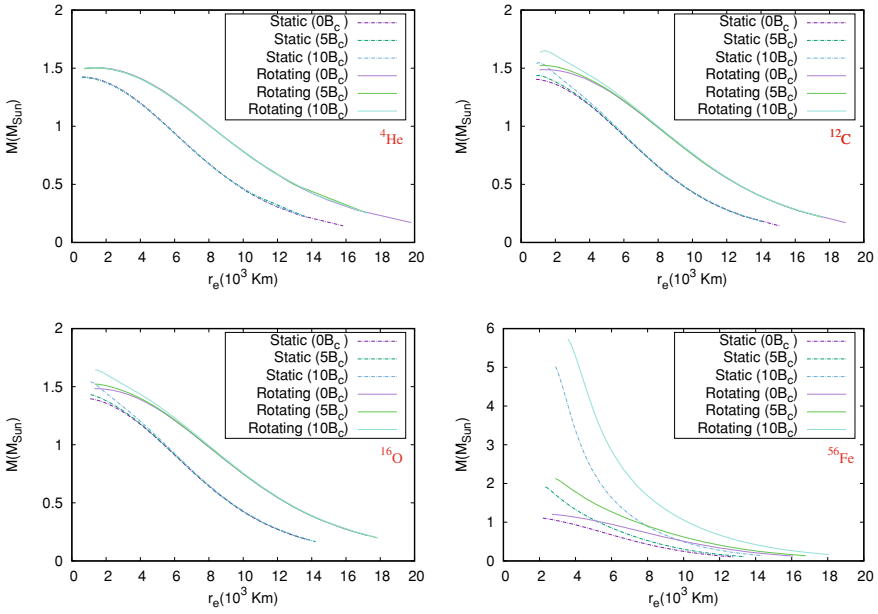 2
1.5
1
0.5
0
0 2 4 6 8 10 12 14 16 18 20
M(M_Sun)
r_e(10^3 Km)
Static (0B_c)
Static (5B_c)
Static (10B_c)
Rotating (0B_c)
Rotating (5B_c)
Rotating (10B_c)
^4He
2
1.5
1
0.5
0
0 2 4 6 8 10 12 14 16 18 20
M(M_Sun)
r_e(10^3 Km)
Static (0B_c)
Static (5B_c)
Static (10B_c)
Rotating (0B_c)
Rotating (5B_c)
Rotating (10B_c)
^12C
2
1.5
1
0.5
0
0 2 4 6 8 10 12 14 16 18 20
M(M_Sun)
r_e(10^3 Km)
Static (0B_c)
Static (5B_c)
Static (10B_c)
Rotating (0B_c)
Rotating (5B_c)
Rotating (10B_c)
^16O
6
5
4
3
2
1
0
0 2 4 6 8 10 12 14 16 18 20
M(M_Sun)
r_e(10^3 Km)
Static (0B_c)
Static (5B_c)
Static (10B_c)
Rotating (0B_c)
Rotating (5B_c)
Rotating (10B_c)
^56Fe